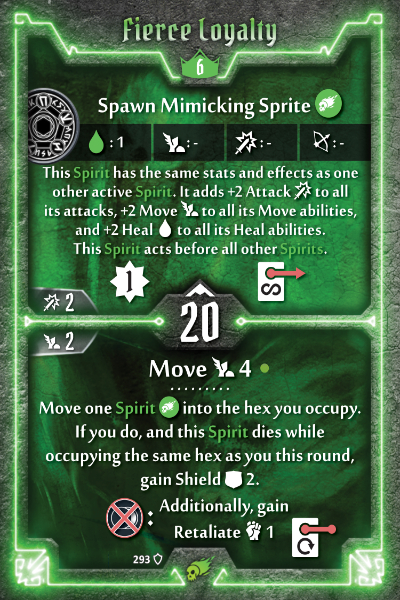 Fierce Loyalty
6
Spawn Mimicking Sprite
:1 :- :- :-
This Spirit has the same stats and effects as one
other active Spirit. It adds +2 Attack to all
its attacks, +2 Move to all its Move abilities,
and +2 Heal to all its Heal abilities.
This Spirit acts before all other Spirits.
1
2
20
2
Move 4
Move one Spirit into the hex you occupy.
If you do, and this Spirit dies while
occupying the same hex as you this round,
gain Shield 2.
: Additionally, gain
Retaliate 1
293